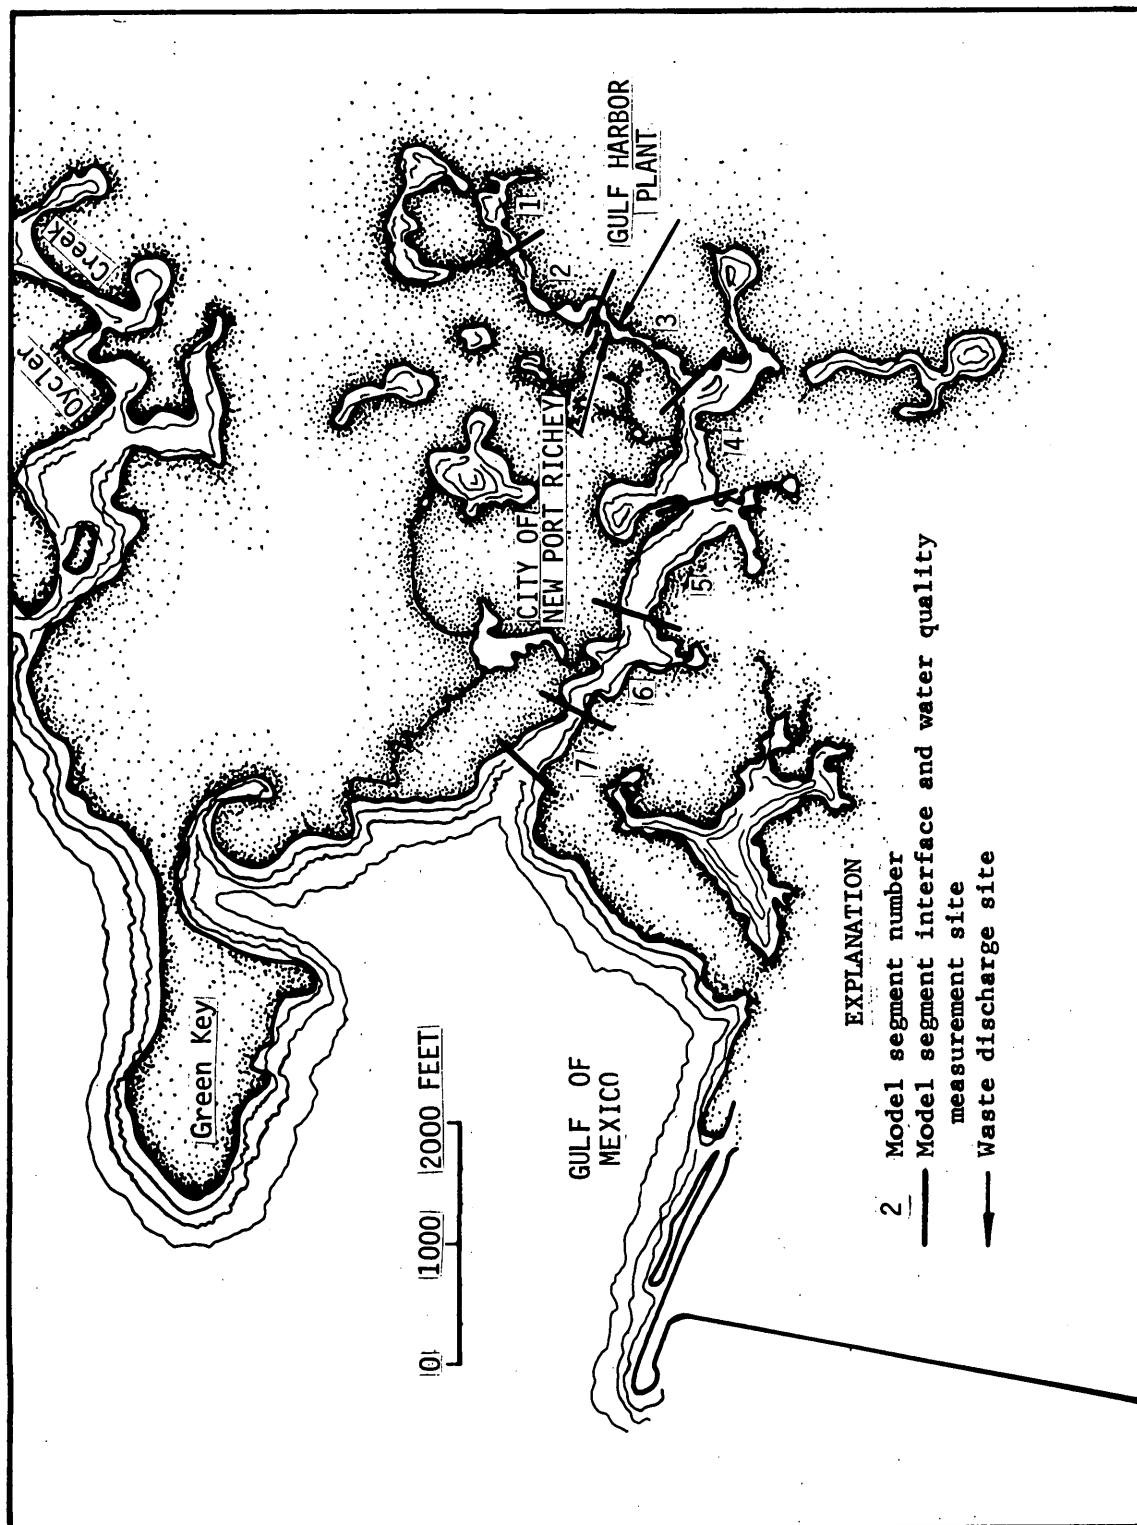 Oycler
Creek
GULF HARBOR
PLANT
1
2
3
CITY OF
NEW PORT RICHEY
4
5
6
7
Green Key
0 1000 2000 FEET
GULF OF
MEXICO
EXPLANATION
2 Model segment number
Model segment interface and water quality
measurement site
Waste discharge site